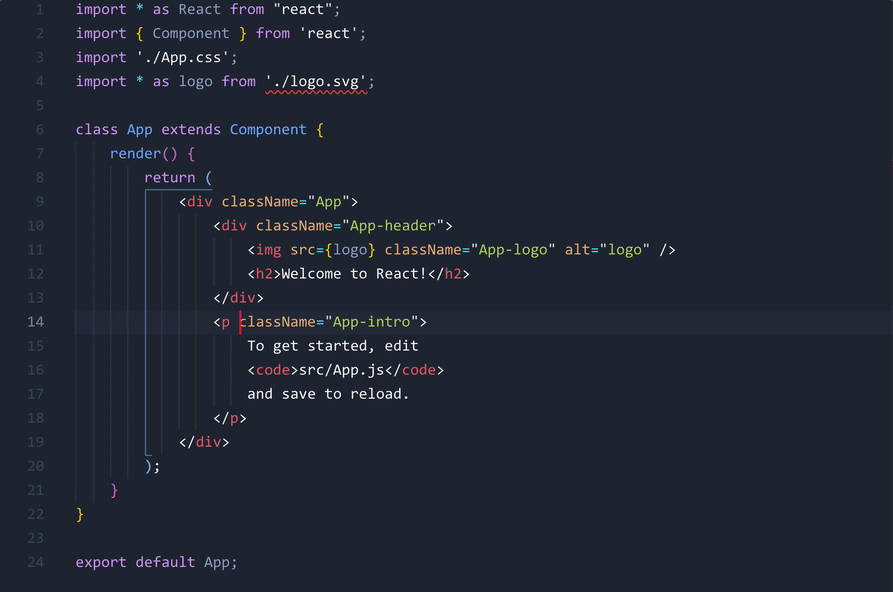 1 import * as React from "react";
2 import { Component } from 'react';
3 import './App.css';
4 import * as logo from './logo.svg';
5
6 class App extends Component {
7 render() {
8 return (
9 <div className="App">
10 <div className="App-header">
11 <img src={logo} className="App-logo" alt="logo" />
12 <h2>Welcome to React!</h2>
13 </div>
14 <p className="App-intro">
15 To get started, edit
16 <code>src/App.js</code>
17 and save to reload.
18 </p>
19 </div>
20 );
21 }
22 }
23
24 export default App;